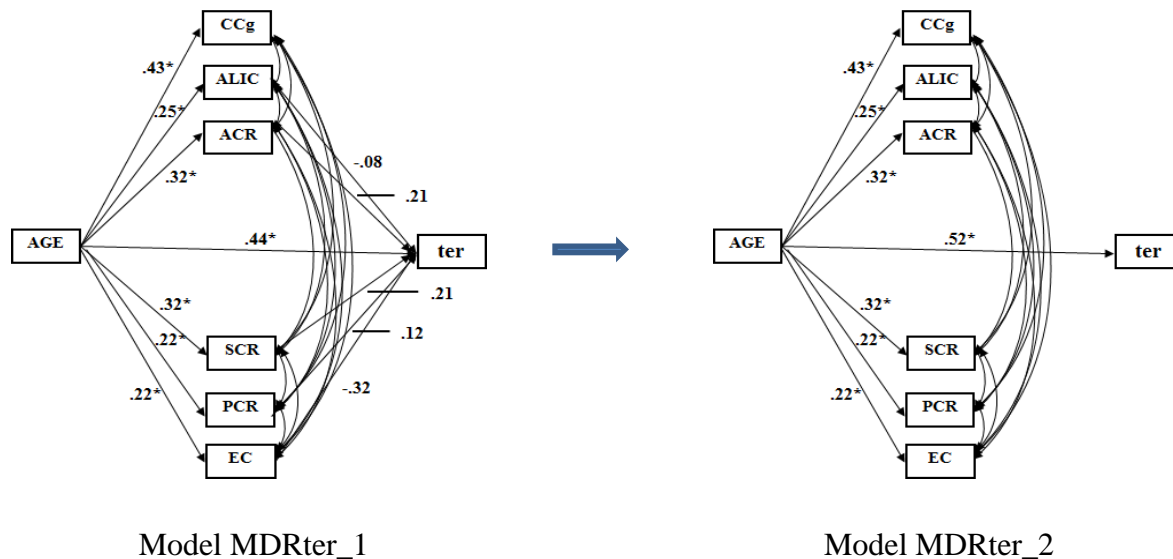 CCg
.43*
ALIC
.25*
ACR
.32*
-.08
.21
AGE
.44*
ter
.21
.32*
.12
SCR
.22*
-.32
.22*
PCR
EC
Model MDRter_1
CCg
.43*
ALIC
.25*
ACR
.32*
AGE
.52*
ter
.32*
SCR
.22*
.22*
PCR
EC
Model MDRter_2